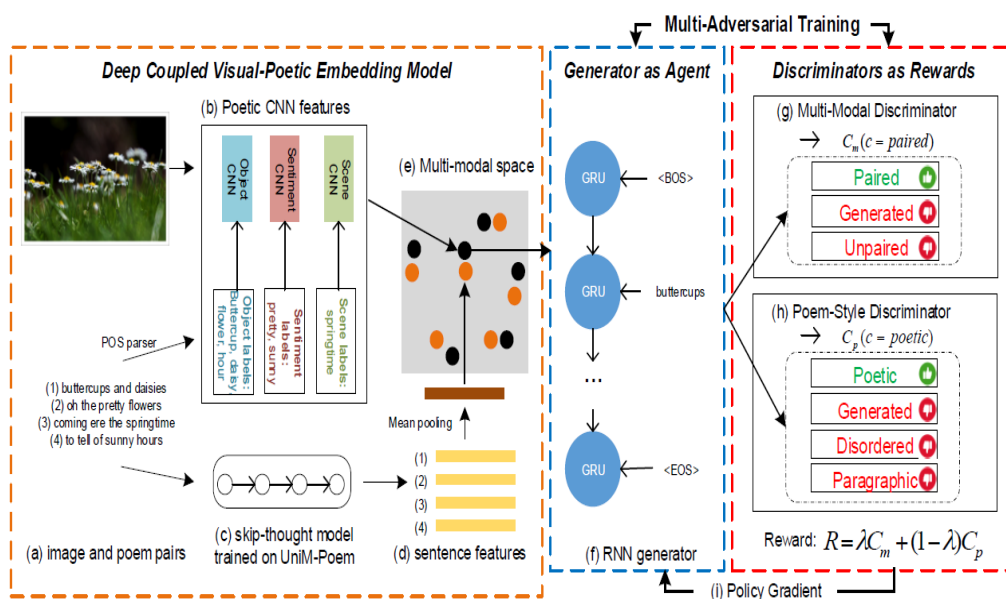 Multi-Adversarial Training
Deep Coupled Visual-Poetic Embedding Model
(b) Poetic CNN features
Object
CNN
Sentiment
CNN
Scene
CNN
Object labels:
Buttercup, daisy,
flower, hour
Sentiment
labels:
pretty, sunny
Scene labels:
springtime
POS parser
(1) buttercups and daisies
(2) oh the pretty flowers
(3) coming ere the springtime
(4) to tell of sunny hours
(a) image and poem pairs
(c) skip-thought model
trained on UniM-Poem
(e) Multi-modal space
Mean pooling
(1)
(2)
(3)
(4)
(d) sentence features
Generator as Agent
GRU
<BOS>
GRU
buttercups
...
GRU
<EOS>
(f) RNN generator
Discriminators as Rewards
(g) Multi-Modal Discriminator
C_m(c = paired)
Paired
Generated
Unpaired
(h) Poem-Style Discriminator
C_p(c = poetic)
Poetic
Generated
Disordered
Paragraphic
Reward: R = λC_m + (1 − λ)C_p
(i) Policy Gradient